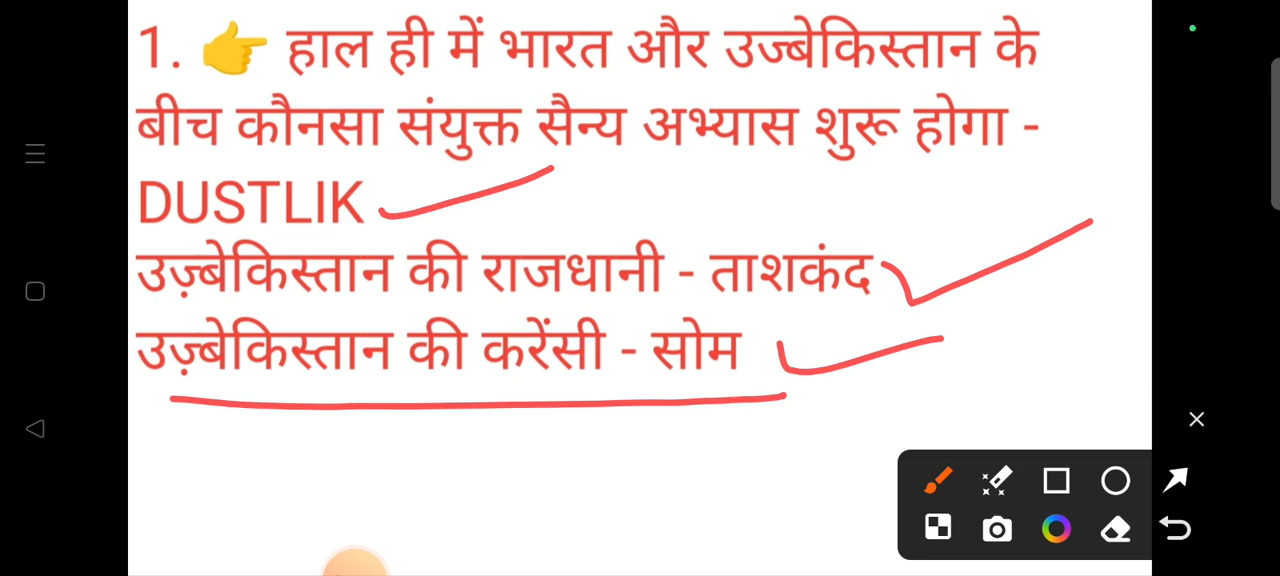 1. 👉 हाल ही में भारत और उज्बेकिस्तान के
बीच कौनसा संयुक्त सैन्य अभ्यास शुरू होगा -
DUSTLIK
उज़्बेकिस्तान की राजधानी - ताशकंद
उज़्बेकिस्तान की करेंसी - सोम